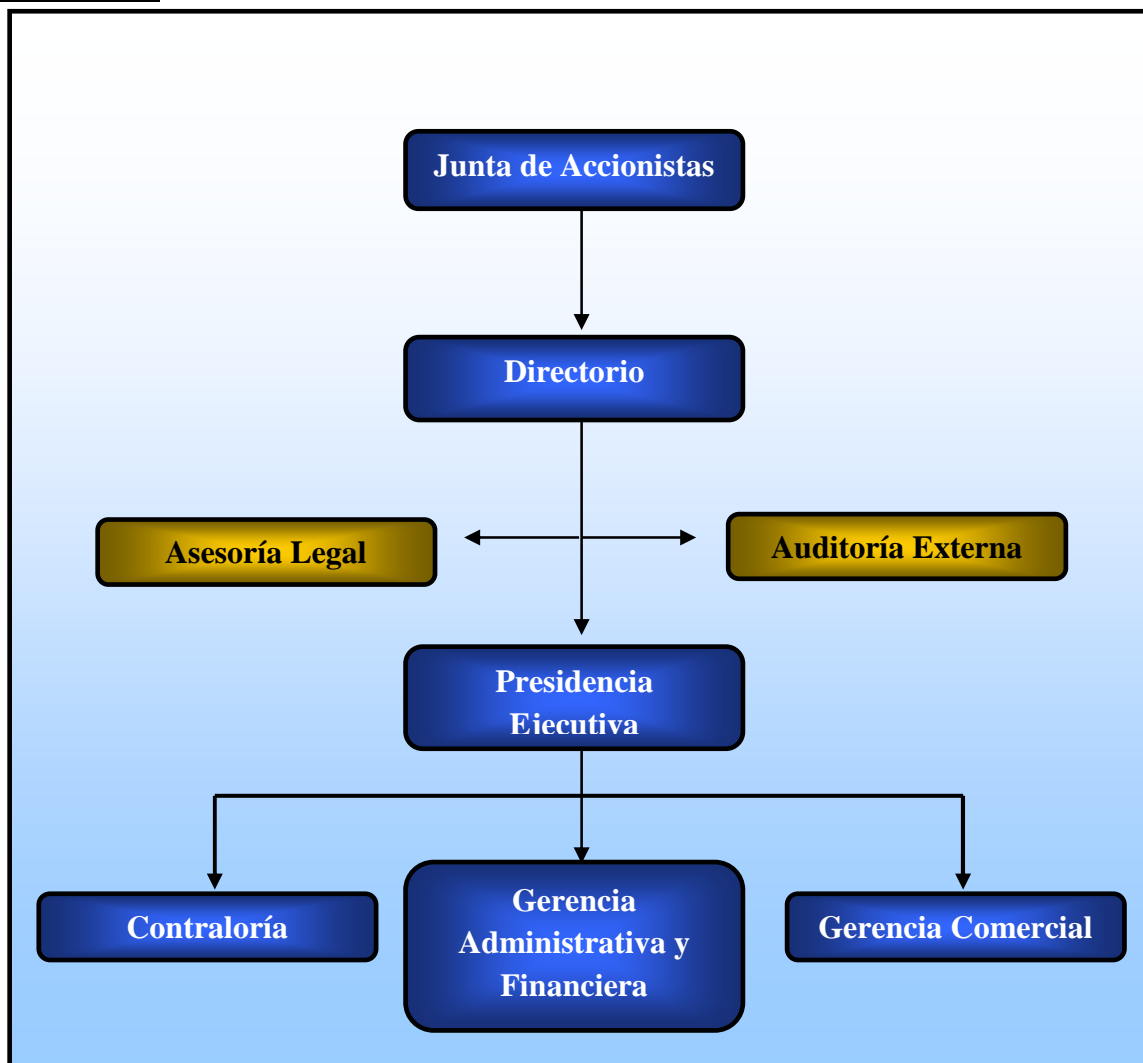 Junta de Accionistas
Directorio
Asesoría Legal
Auditoría Externa
Presidencia
Ejecutiva
Contraloría
Gerencia
Administrativa y
Financiera
Gerencia Comercial